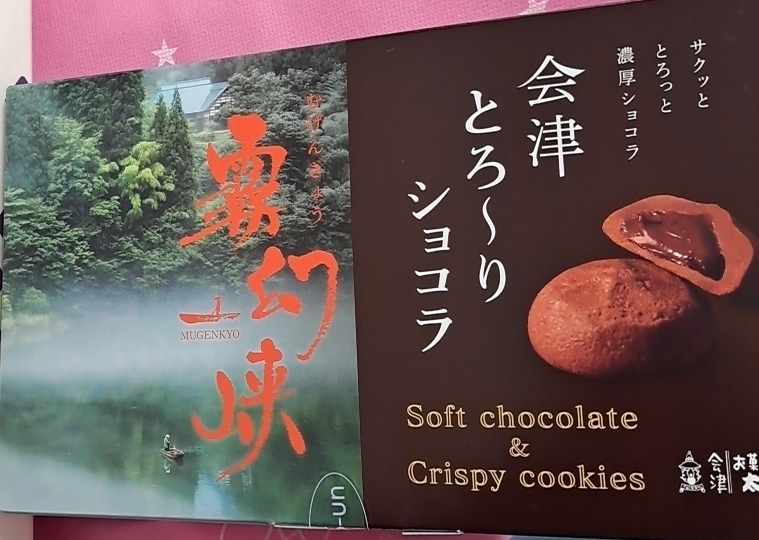 サクッと
とろっと
濃厚ショコラ
会津
とろ〜り
ショコラ
むげんきょう
霧幻峡
MUGENKYO
Soft chocolate
&
Crispy cookies
会津
お菓
太